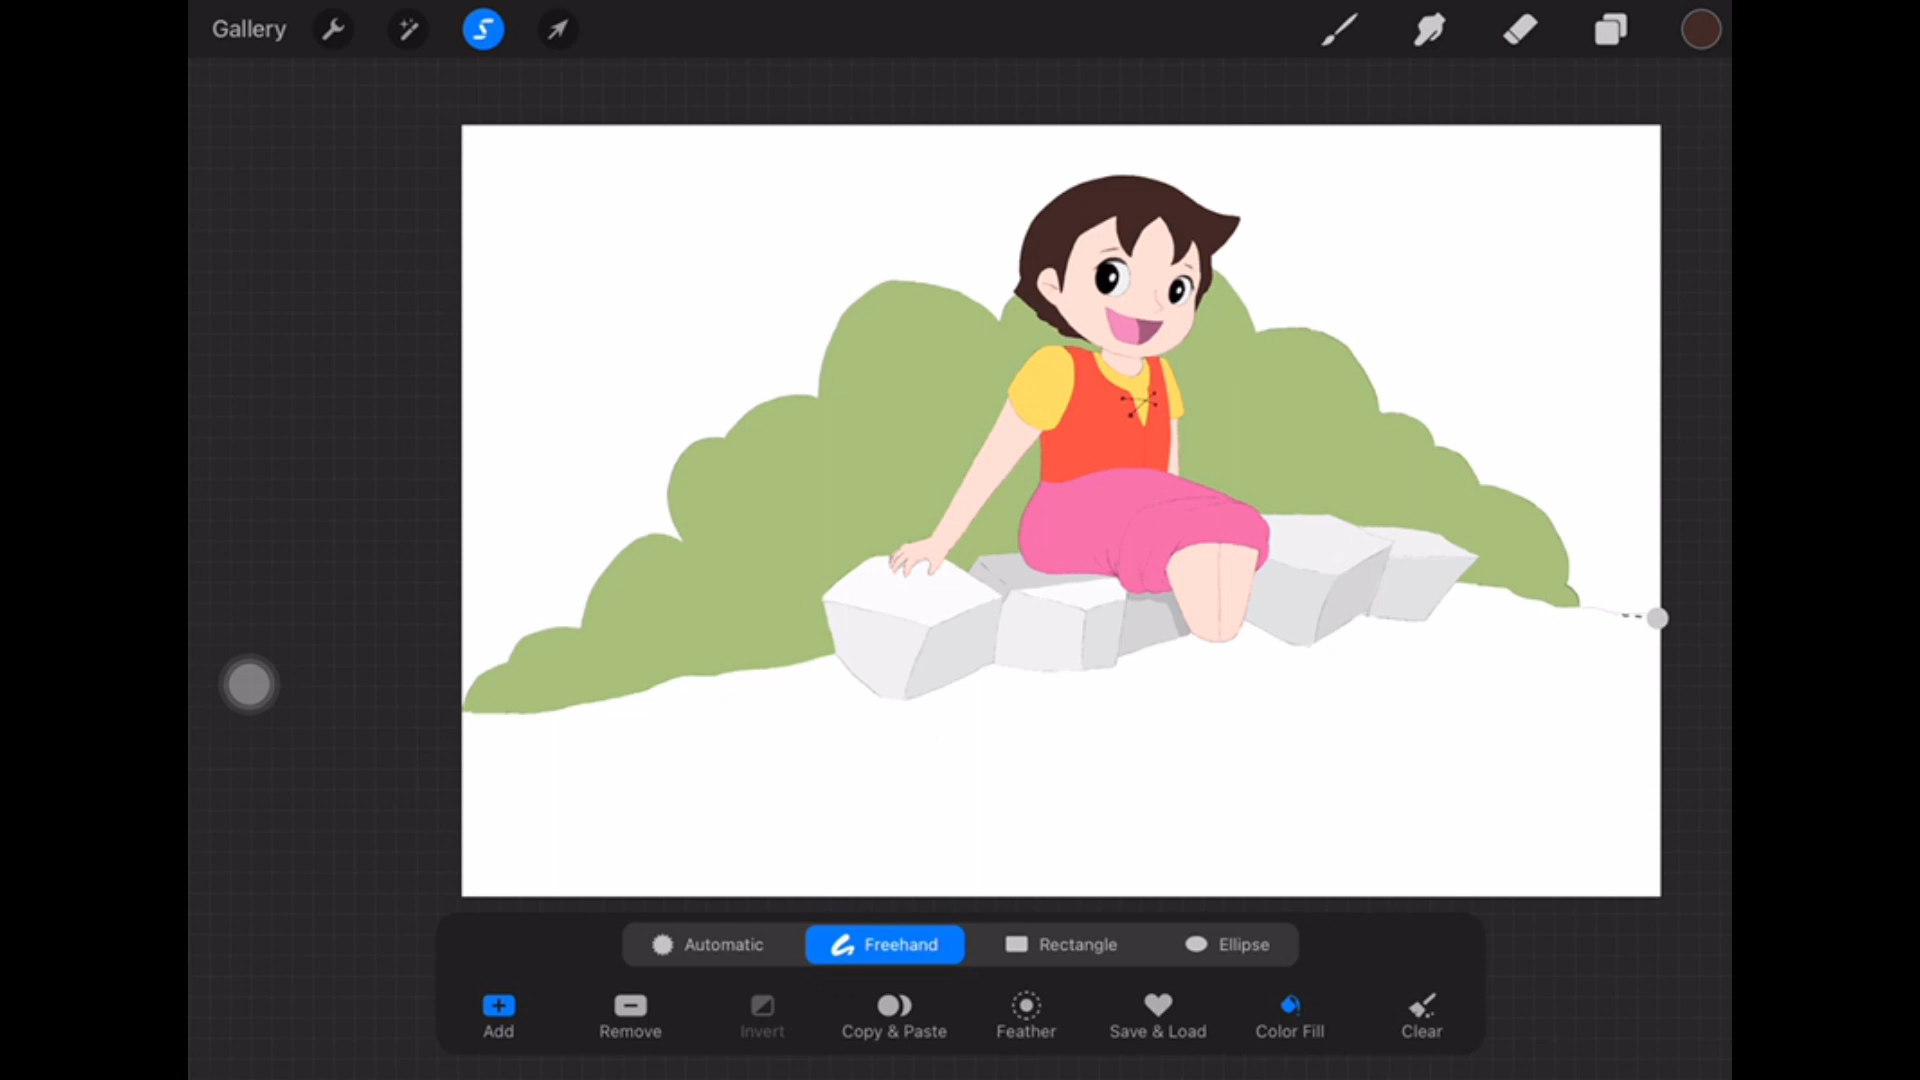 Gallery
Automatic Freehand Rectangle Ellipse
Add Remove Invert Copy & Paste Feather Save & Load Color Fill Clear